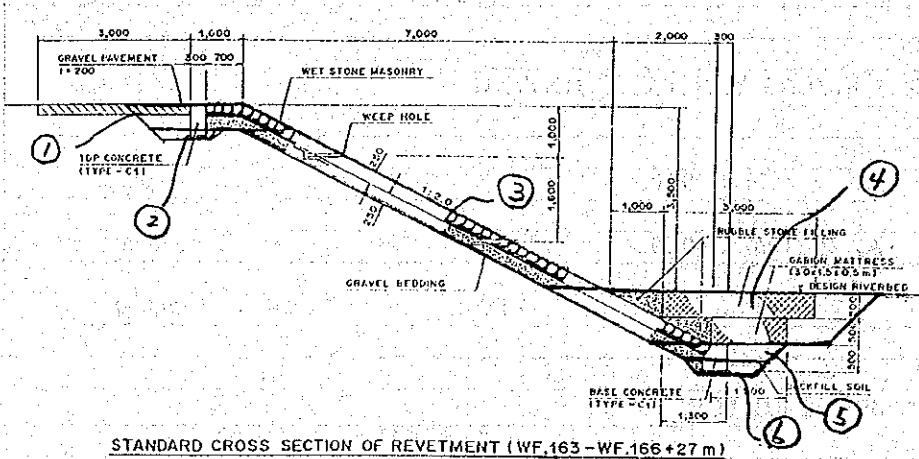 3,000
1,000
7,000
2,000
300
GRAVEL PAVEMENT
t=200
300 700
WET STONE MASONRY
WEEP HOLE
1
TOP CONCRETE
(TYPE-C1)
2
250
1:2.0
250
3
1,000
1,600
3,500
1,000
3,000
4
RUBBLE STONE FILLING
GABION MATTRESS
DESIGN RIVERBED
GRAVEL BEDDING
500
500
BASE CONCRETE
(TYPE-C1)
1,300
SOIL
5
6
STANDARD CROSS SECTION OF REVETMENT (WF.163-WF.166+27m)